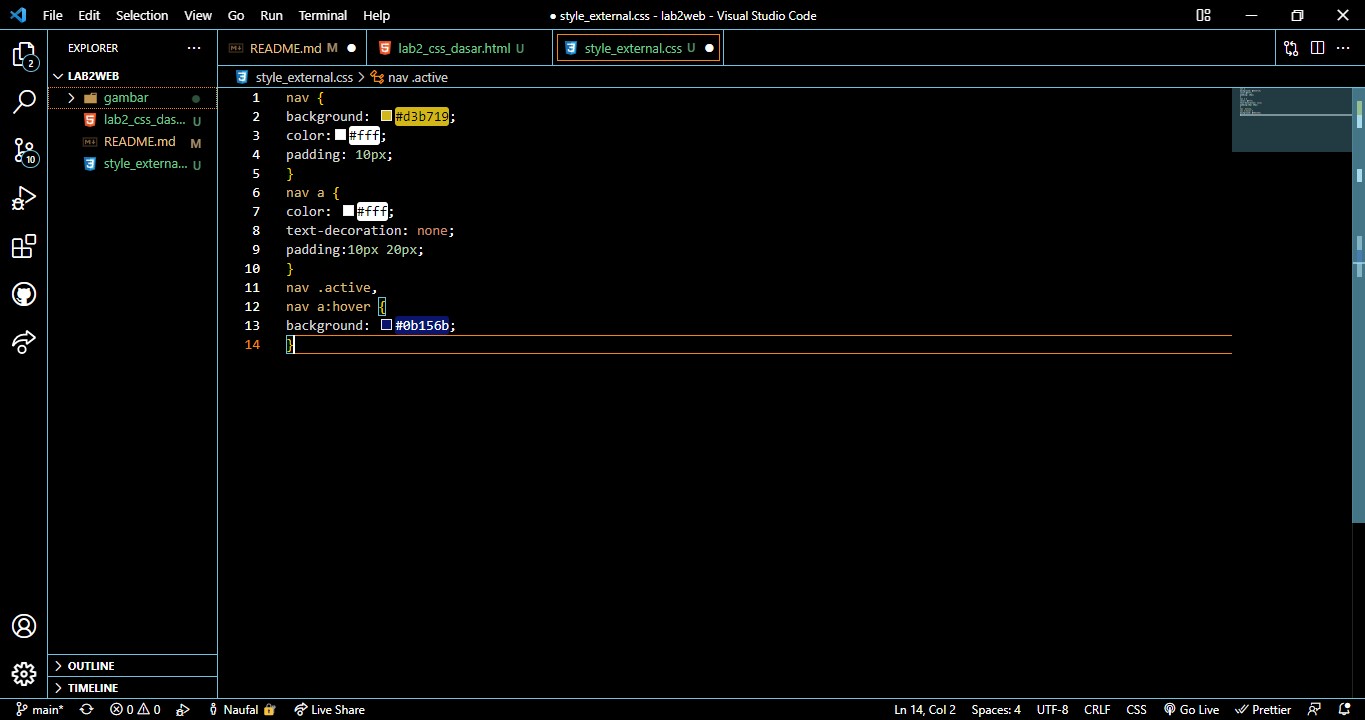 File Edit Selection View Go Run Terminal Help
● style_external.css - lab2web - Visual Studio Code
EXPLORER ···
README.md M ●
lab2_css_dasar.html U
style_external.css U ●
2
LAB2WEB
gambar
lab2_css_das... U
README.md M
style_externa... U
10
style_external.css > nav .active
1 nav {
2 background: #d3b719;
3 color: #fff;
4 padding: 10px;
5 }
6 nav a {
7 color: #fff;
8 text-decoration: none;
9 padding:10px 20px;
10 }
11 nav .active,
12 nav a:hover {
13 background: #0b156b;
14 }
OUTLINE
TIMELINE
main* 0 0 Naufal Live Share Ln 14, Col 2 Spaces: 4 UTF-8 CRLF CSS Go Live Prettier